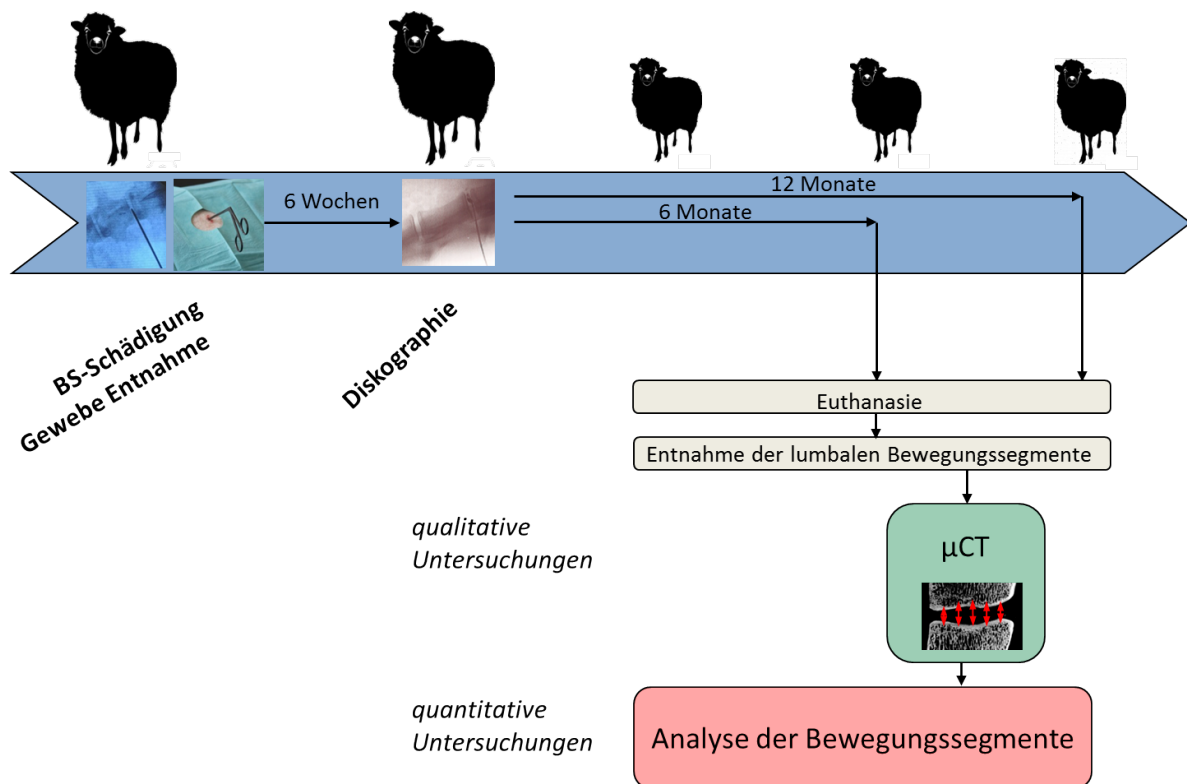 6 Wochen
12 Monate
6 Monate
BS-Schädigung
Gewebe Entnahme
Diskographie
Euthanasie
Entnahme der lumbalen Bewegungssegmente
qualitative
Untersuchungen
µCT
quantitative
Untersuchungen
Analyse der Bewegungssegmente